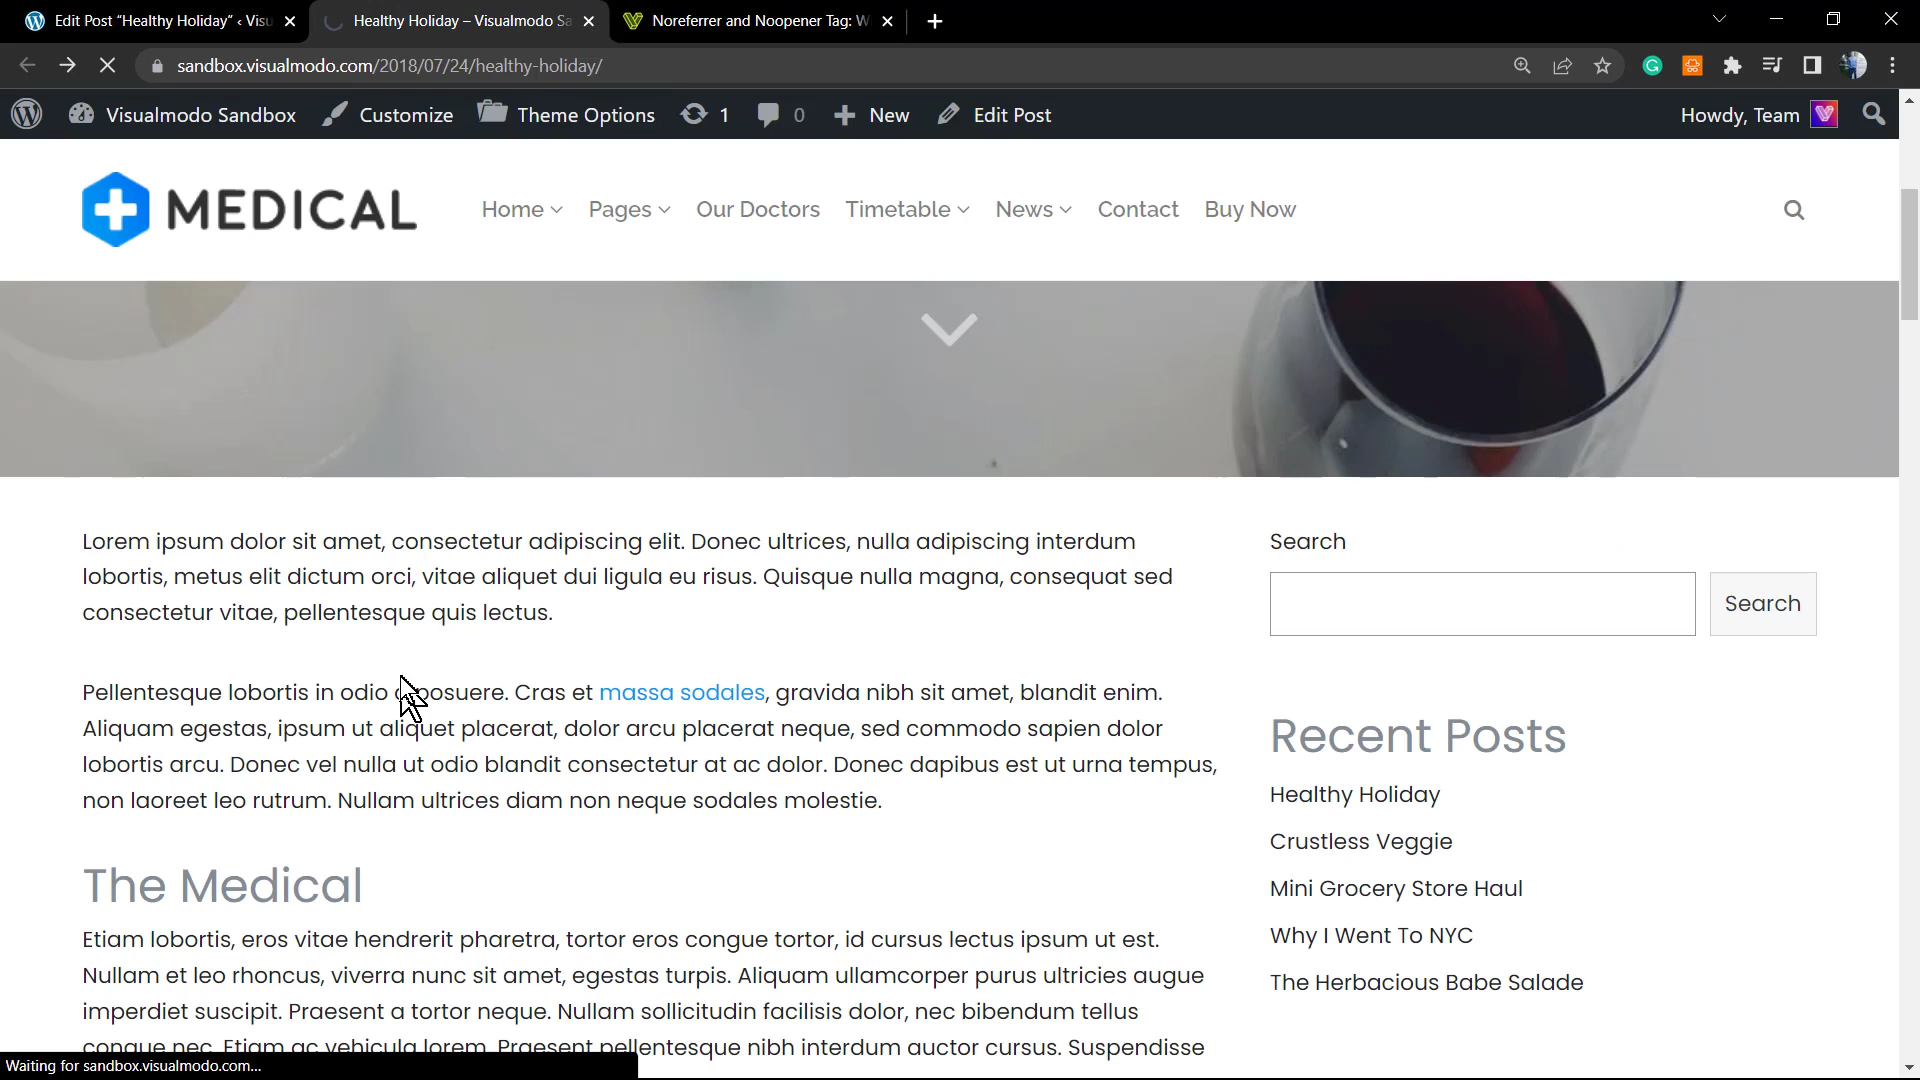 Edit Post “Healthy Holiday” ‹ Visu
Healthy Holiday – Visualmodo Sa
Noreferrer and Noopener Tag: W
sandbox.visualmodo.com/2018/07/24/healthy-holiday/
Visualmodo Sandbox
Customize
Theme Options
1
0
New
Edit Post
Howdy, Team
MEDICAL
Home
Pages
Our Doctors
Timetable
News
Contact
Buy Now
Lorem ipsum dolor sit amet, consectetur adipiscing elit. Donec ultrices, nulla adipiscing interdum
lobortis, metus elit dictum orci, vitae aliquet dui ligula eu risus. Quisque nulla magna, consequat sed
consectetur vitae, pellentesque quis lectus.
Pellentesque lobortis in odio posuere. Cras et massa sodales, gravida nibh sit amet, blandit enim.
Aliquam egestas, ipsum ut aliquet placerat, dolor arcu placerat neque, sed commodo sapien dolor
lobortis arcu. Donec vel nulla ut odio blandit consectetur at ac dolor. Donec dapibus est ut urna tempus,
non laoreet leo rutrum. Nullam ultrices diam non neque sodales molestie.
The Medical
Etiam lobortis, eros vitae hendrerit pharetra, tortor eros congue tortor, id cursus lectus ipsum ut est.
Nullam et leo rhoncus, viverra nunc sit amet, egestas turpis. Aliquam ullamcorper purus ultricies augue
imperdiet suscipit. Praesent a tortor neque. Nullam sollicitudin facilisis dolor, nec bibendum tellus
congue nec. Etiam ac vehicula lorem. Praesent pellentesque nibh interdum auctor cursus. Suspendisse
Search
Search
Recent Posts
Healthy Holiday
Crustless Veggie
Mini Grocery Store Haul
Why I Went To NYC
The Herbacious Babe Salade
Waiting for sandbox.visualmodo.com...